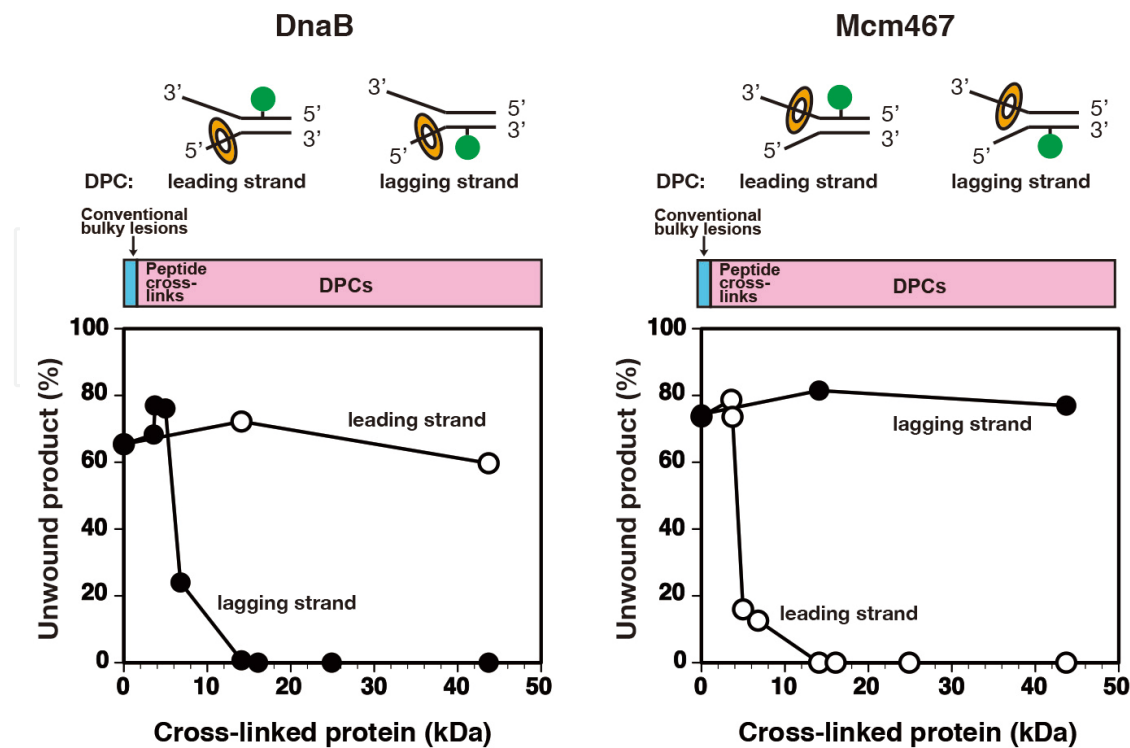 DnaB
Mcm467
3’
5’
3’
5’
3’
5’
3’
5’
3’
5’
3’
5’
3’
5’
3’
5’
DPC: leading strand lagging strand
DPC: leading strand lagging strand
Conventional
bulky lesions
Conventional
bulky lesions
Peptide
cross-
links
DPCs
Peptide
cross-
links
DPCs
Unwound product (%)
100
80
60
40
20
0
leading strand
lagging strand
0 10 20 30 40 50
Cross-linked protein (kDa)
Unwound product (%)
100
80
60
40
20
0
lagging strand
leading strand
0 10 20 30 40 50
Cross-linked protein (kDa)